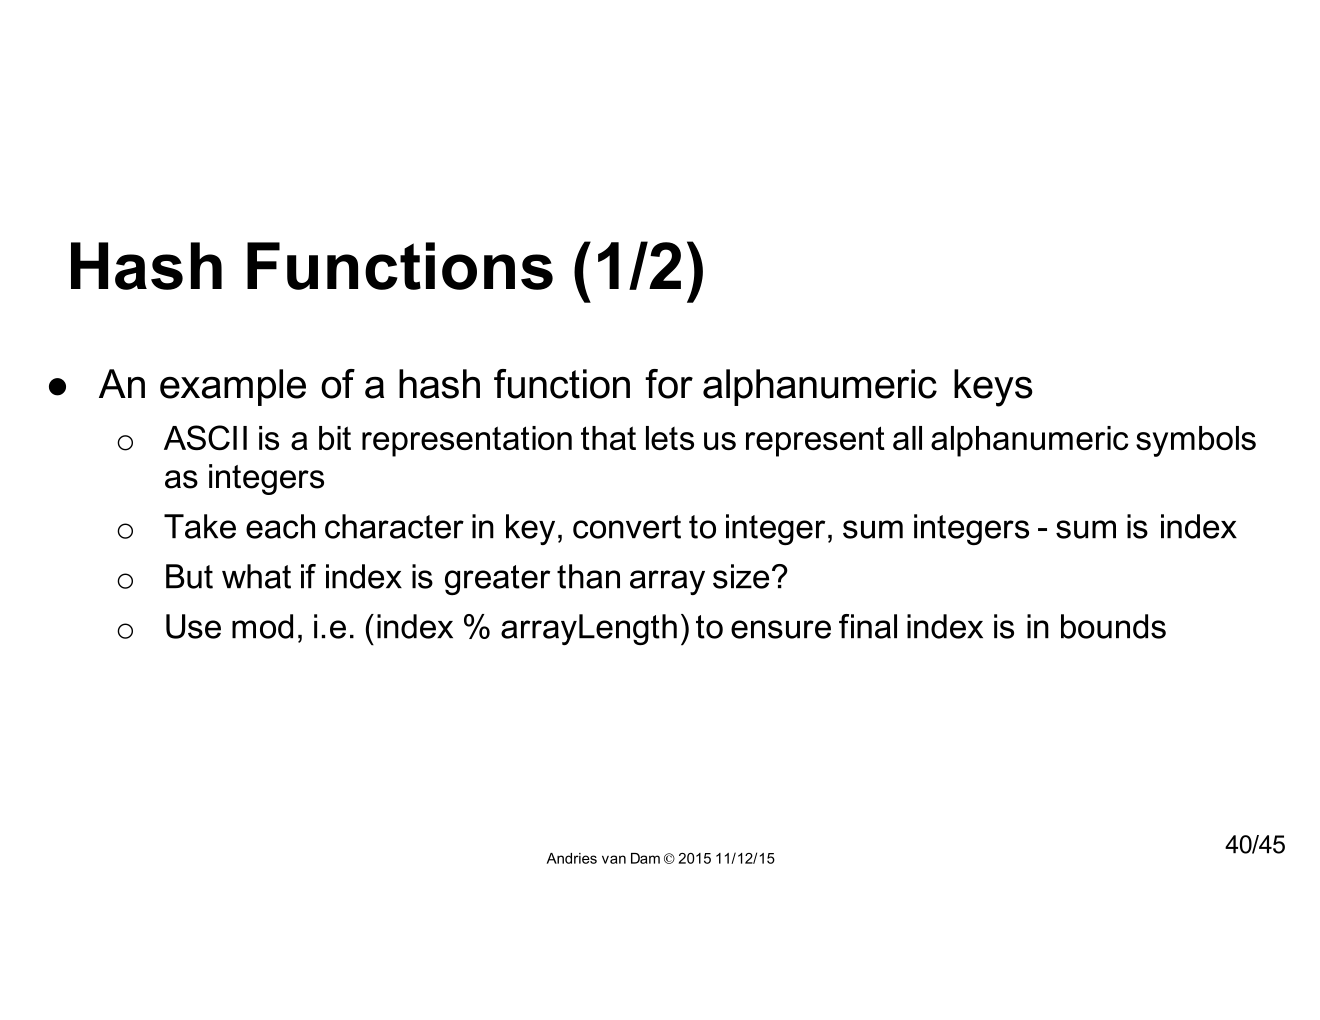 Hash Functions (1/2)
● An example of a hash function for alphanumeric keys
○ ASCII is a bit representation that lets us represent all alphanumeric symbols
as integers
○ Take each character in key, convert to integer, sum integers - sum is index
○ But what if index is greater than array size?
○ Use mod, i.e. (index % arrayLength) to ensure final index is in bounds
40/45
Andries van Dam © 2015 11/12/15